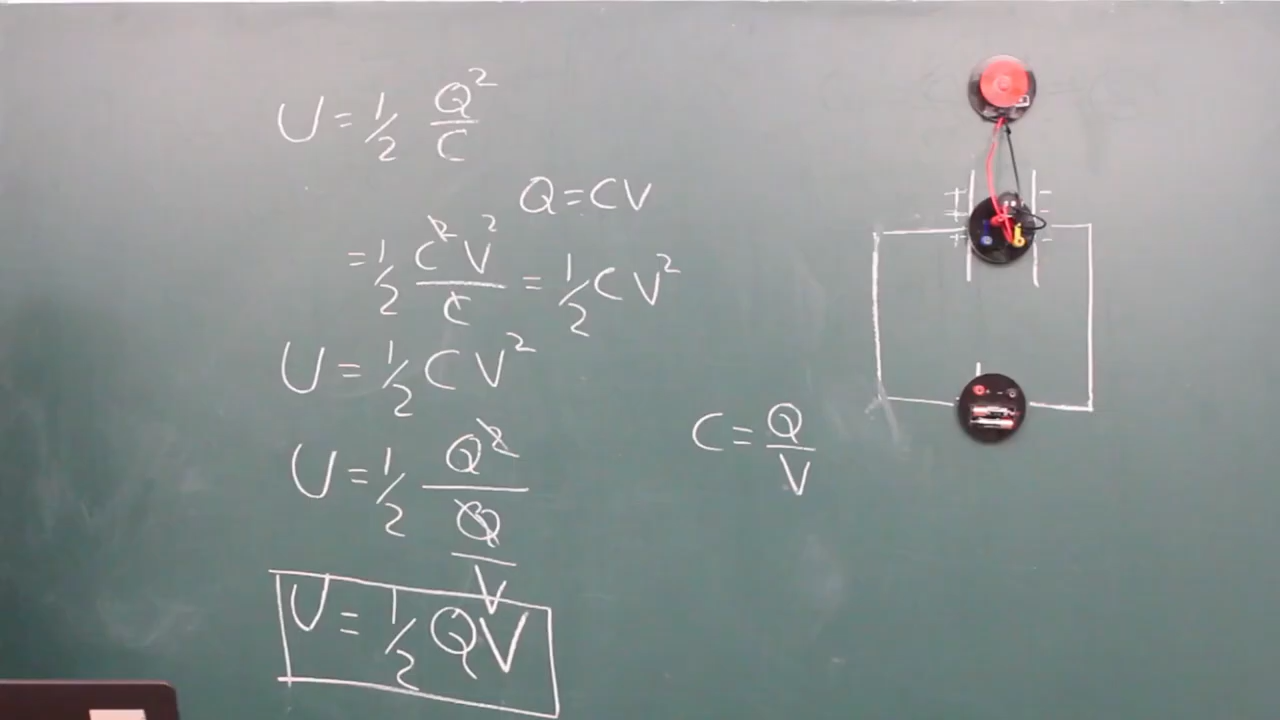 U = 1/2 Q²/C
Q = CV
= 1/2 C²V²/C = 1/2 CV²
U = 1/2 CV²
U = 1/2 Q²/(Q/V)
C = Q/V
U = 1/2 QV